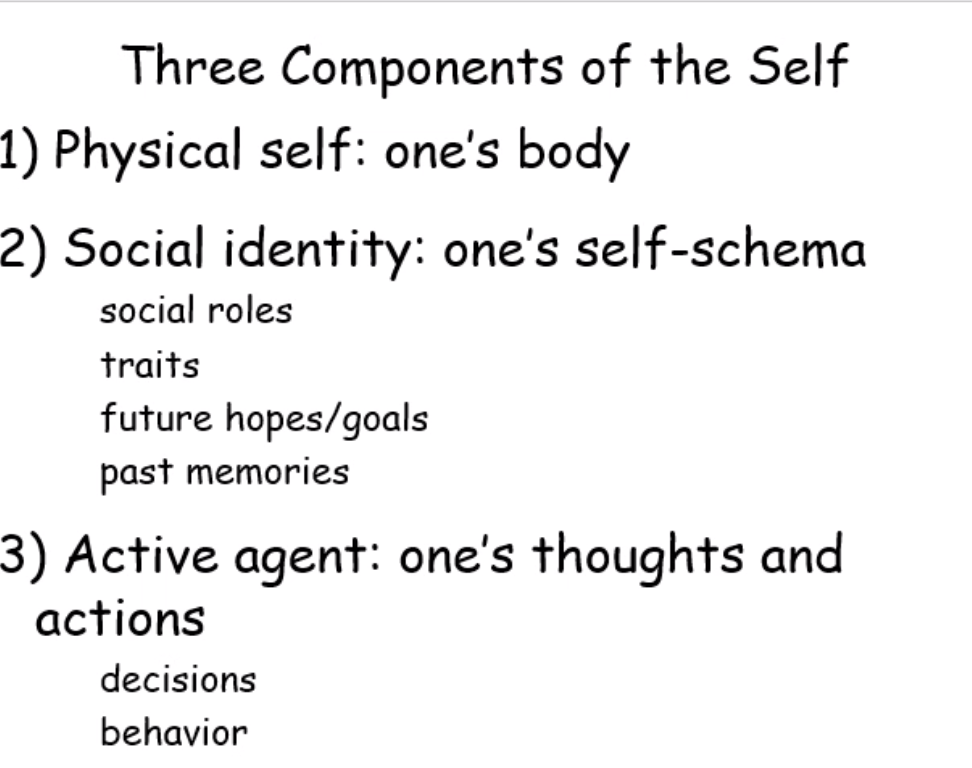 Three Components of the Self
1) Physical self: one's body
2) Social identity: one's self-schema
social roles
traits
future hopes/goals
past memories
3) Active agent: one's thoughts and
actions
decisions
behavior